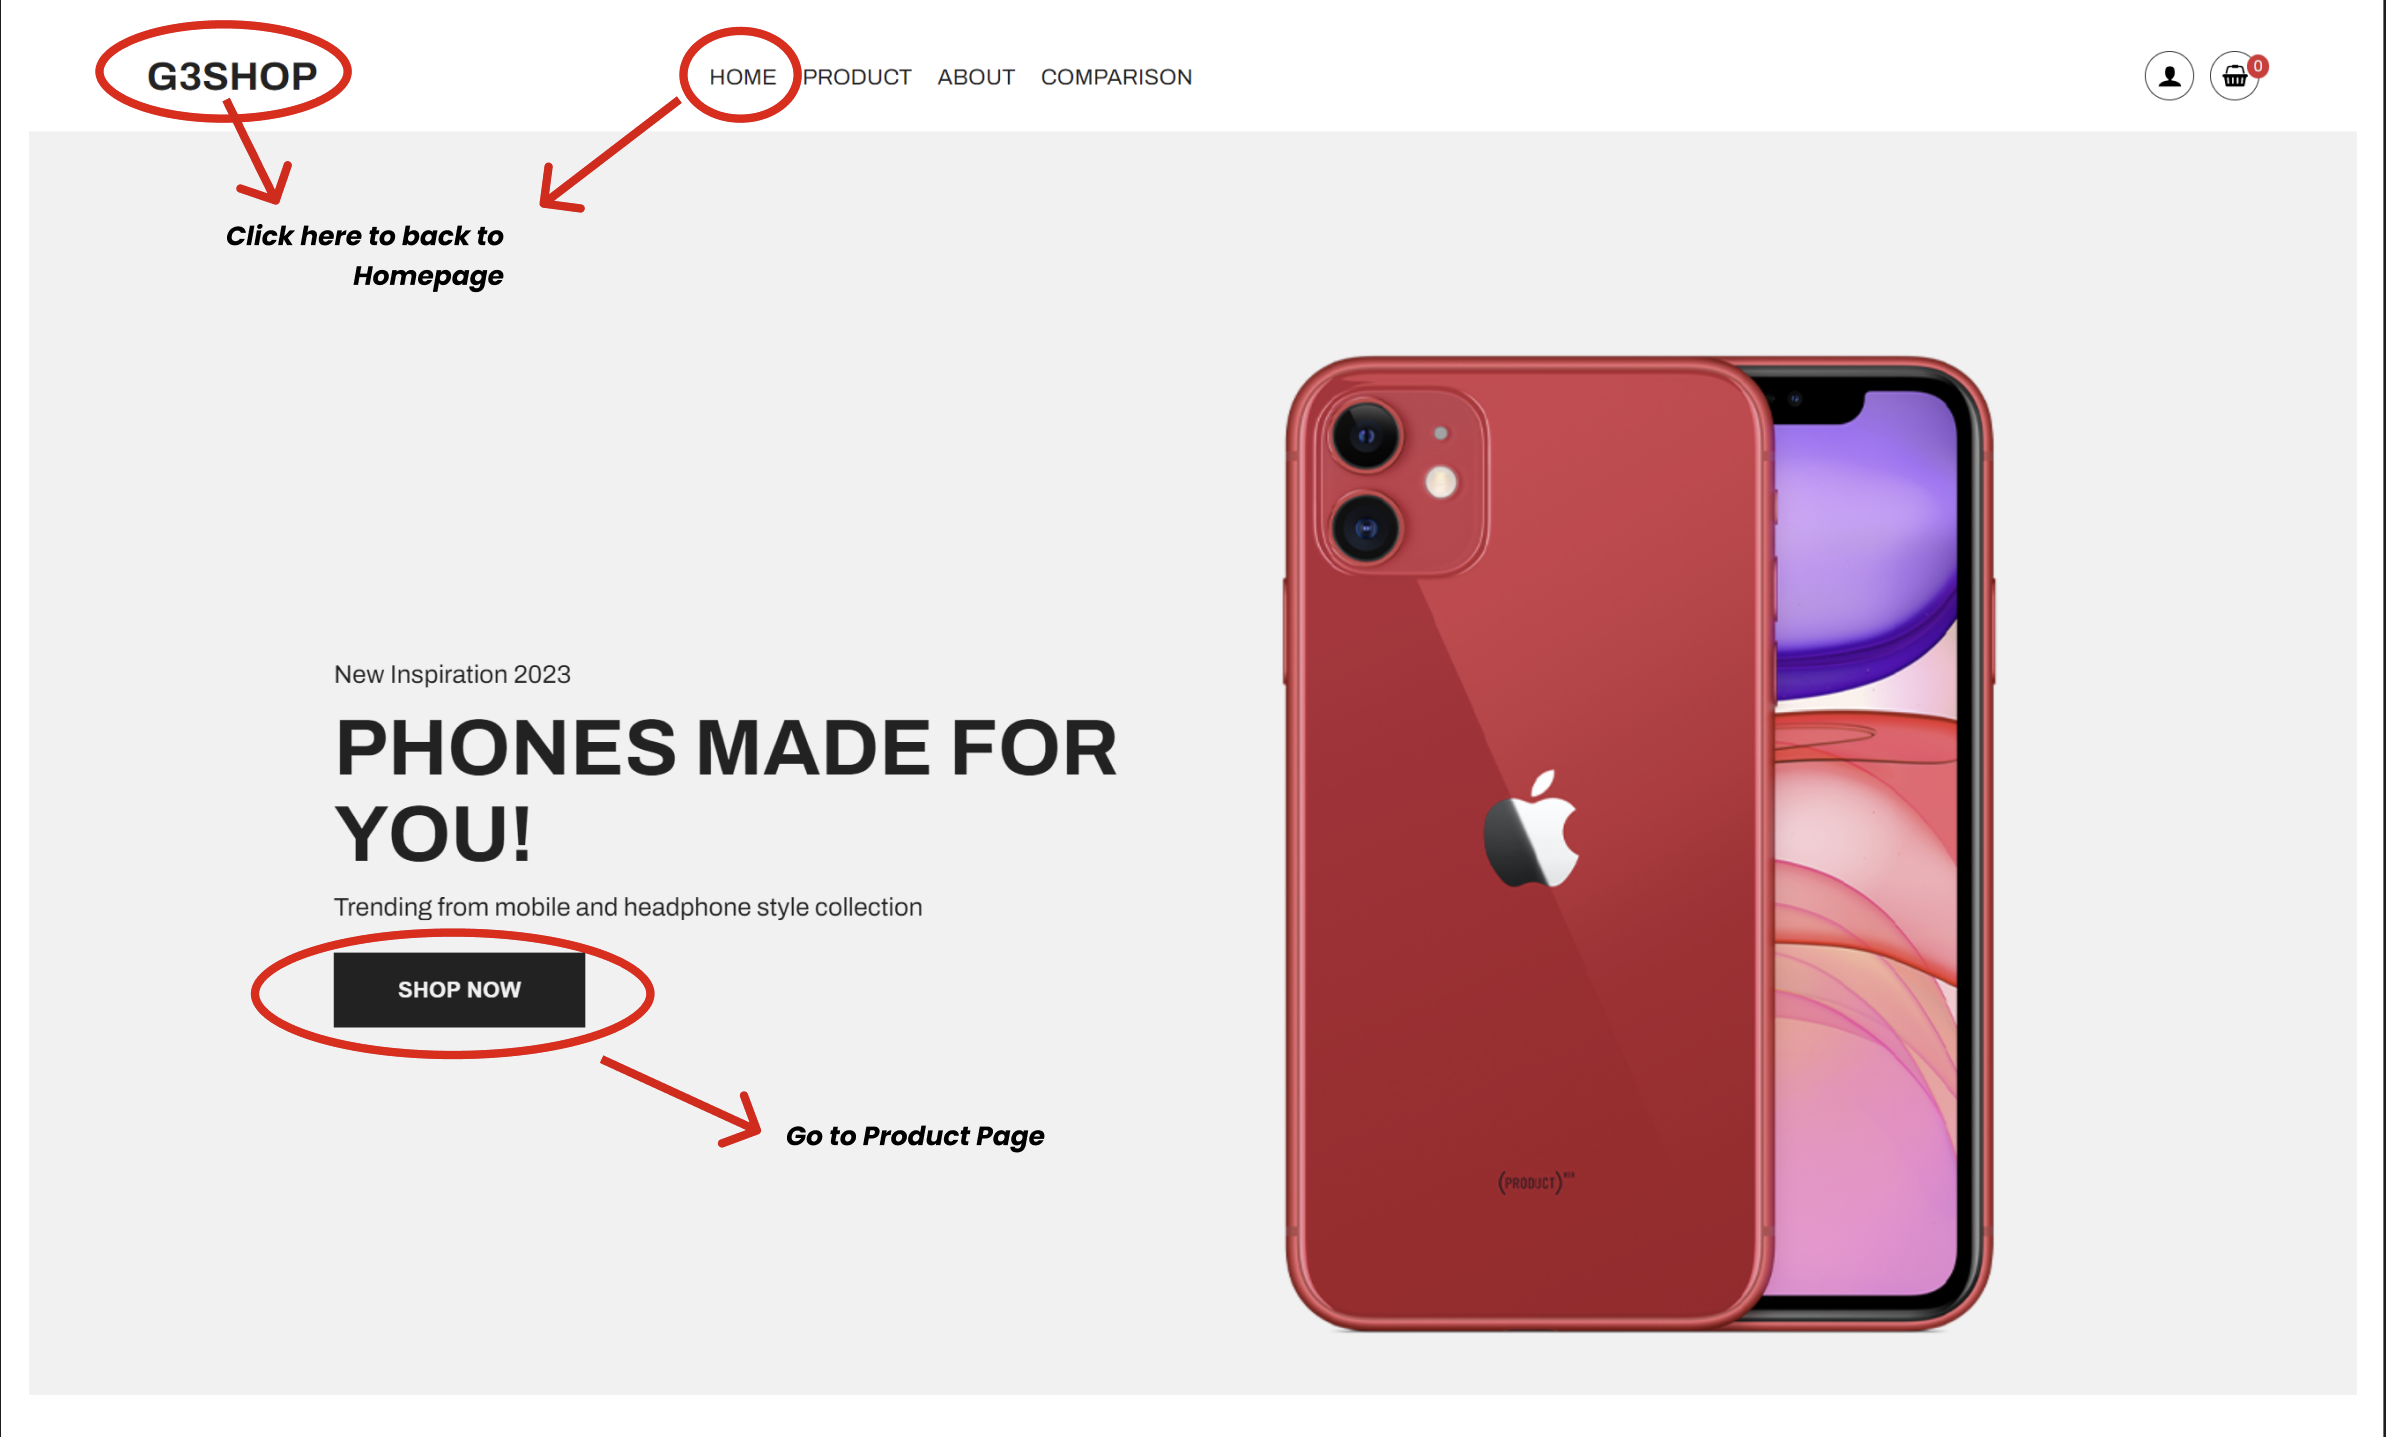 G3SHOP
HOME PRODUCT ABOUT COMPARISON
0
Click here to back to
Homepage
New Inspiration 2023
PHONES MADE FOR
YOU!
Trending from mobile and headphone style collection
SHOP NOW
Go to Product Page
(PRODUCT)